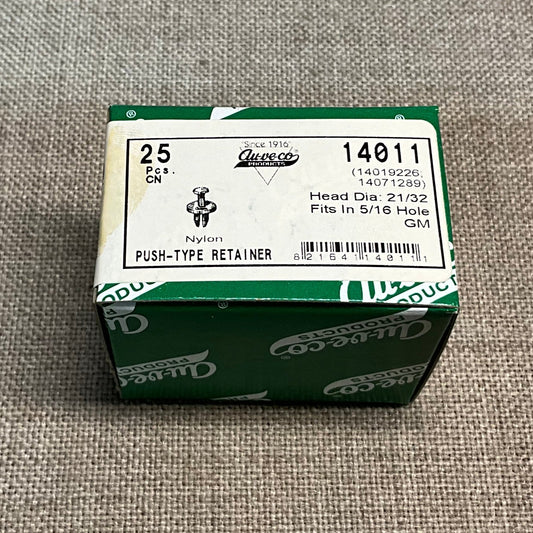 25
Pcs.
CN
Since 1916
Au-ve-co ®
PRODUCTS
14011
(14019226,
14071289)
Head Dia: 21/32
Fits In 5/16 Hole
GM
Nylon
PUSH-TYPE RETAINER
8 21641 14011 1
Au-ve-co ®
PRODUCTS
Au-ve-co
PRODUCTS